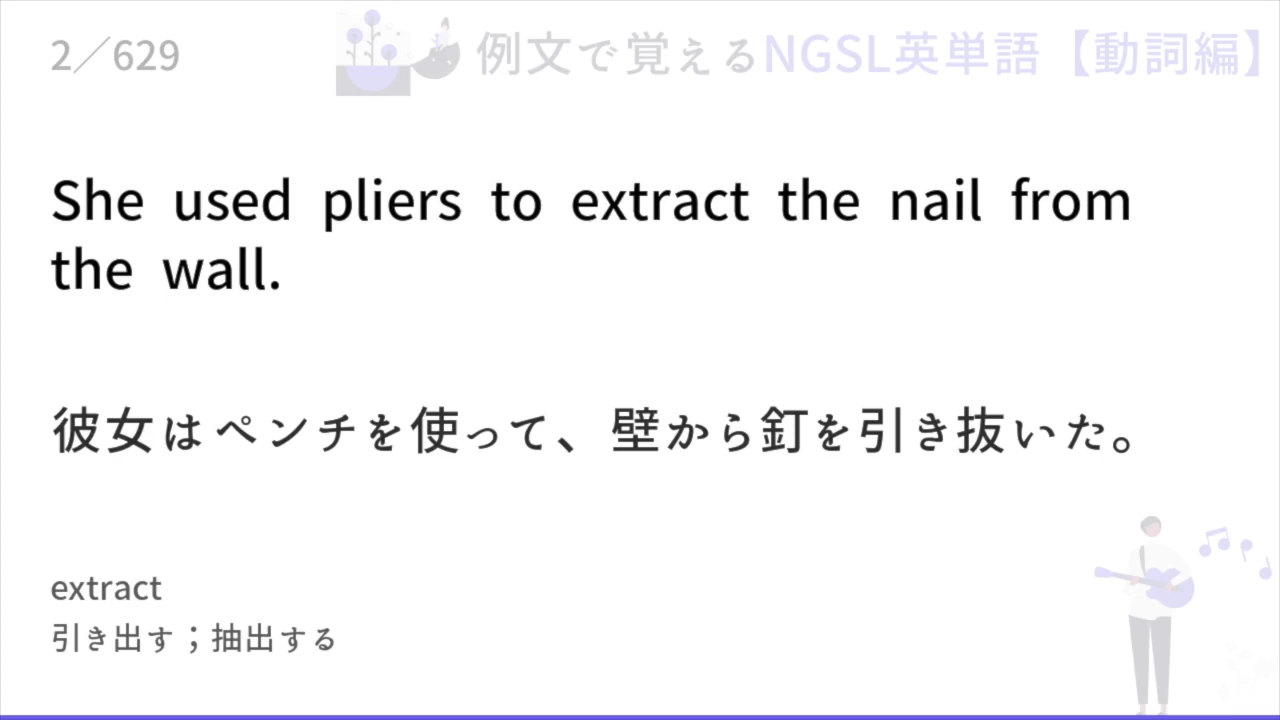 2／629
例文で覚えるNGSL英単語【動詞編】
She used pliers to extract the nail from
the wall.
彼女はペンチを使って、壁から釘を引き抜いた。
extract
引き出す；抽出する